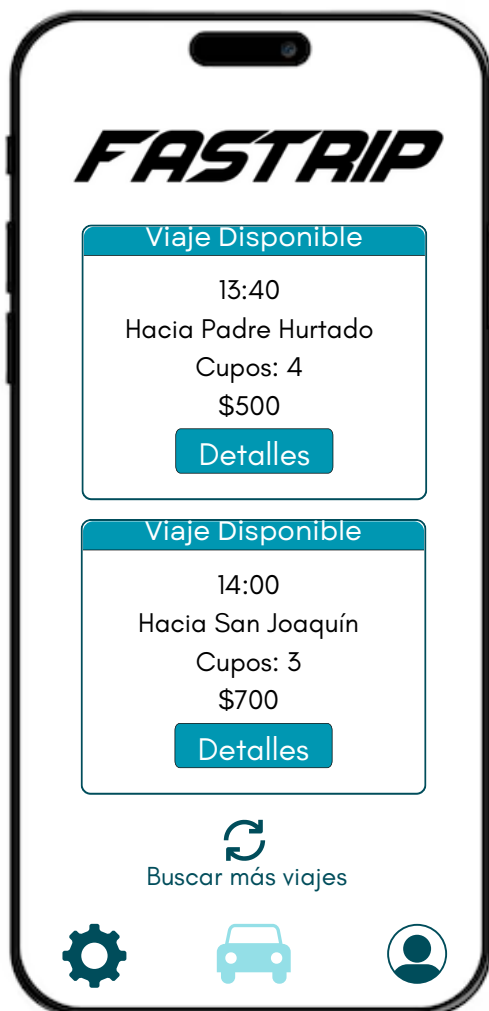 FASTRIP
Viaje Disponible
13:40
Hacia Padre Hurtado
Cupos: 4
$500
Detalles
Viaje Disponible
14:00
Hacia San Joaquín
Cupos: 3
$700
Detalles
Buscar más viajes